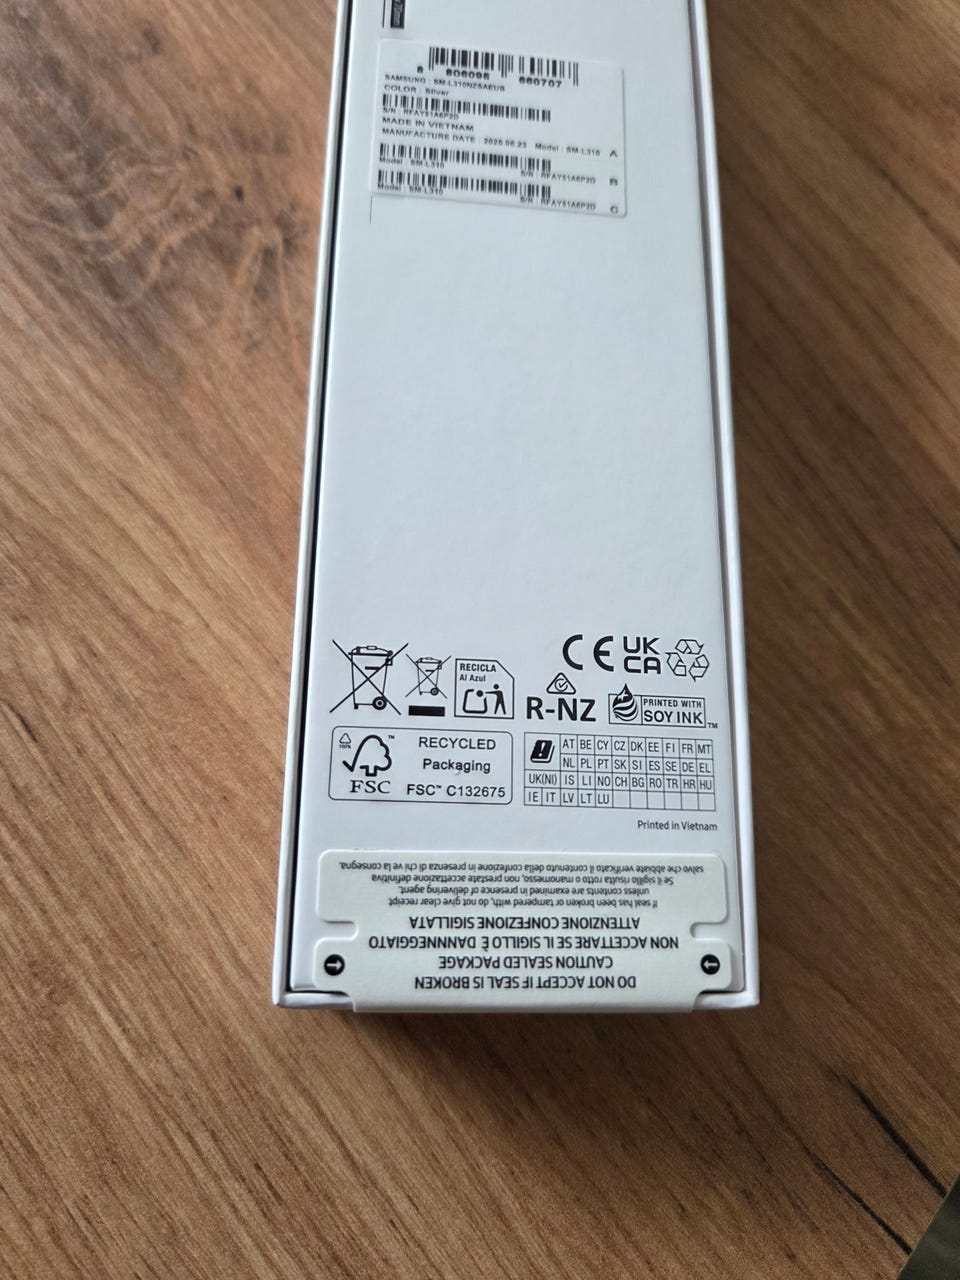 8 806095 660707
SAMSUNG : SM-L310NZSAEUB
COLOR : Silver
S/N : RFAY51A6P2D
MADE IN VIETNAM
MANUFACTURE DATE : 2025.05.23 Model : SM-L310 A
Model : SM-L310 S/N : RFAY51A6P2D B
Model : SM-L310 S/N : RFAY51A6P2D C
CE UK CA
RECICLA
Al Azul
R-NZ
PRINTED WITH
SOY INK TM
100%
FSC
RECYCLED
Packaging
FSC™ C132675
AT BE CY CZ DK EE FI FR MT
NL PL PT SK SI ES SE DE EL
UK(NI) IS LI NO CH BG RO TR HR HU
IE IT LV LT LU
Printed in Vietnam
DO NOT ACCEPT IF SEAL IS BROKEN
CAUTION SEALED PACKAGE
NON ACCETTARE SE IL SIGILLO È DANNNEGGIATO
ATTENZIONE CONFEZIONE SIGILLATA
If seal has been broken or tampered with, do not give clear receipt
unless contents are examined in presence of delivering agent.
Se il sigillo risulta rotto o manomesso, non prestate accettazione definitiva
salvo che abbiate verificato il contenuto della confezione in presenza di chi ve la consegna.